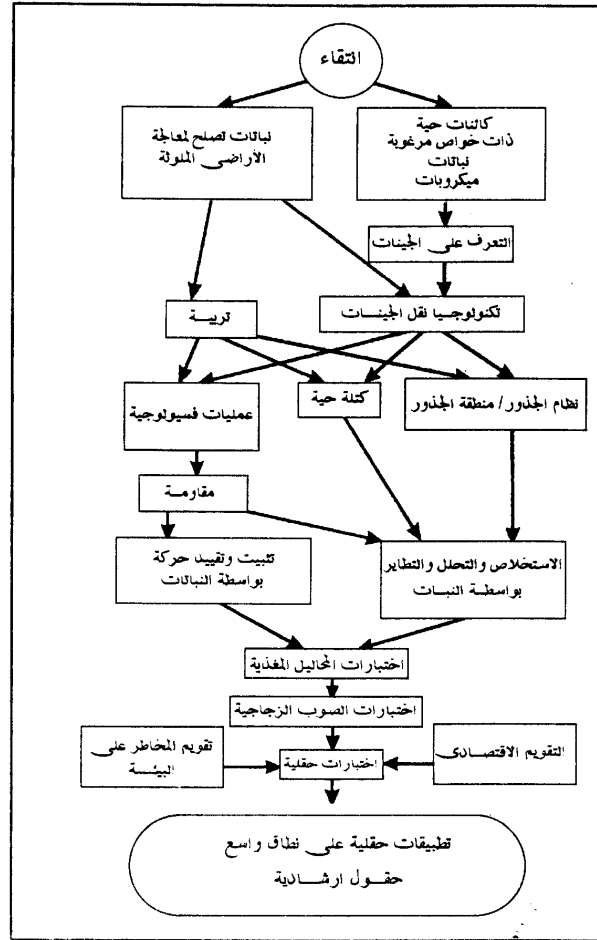 انتقاء
كائنات حية
ذات خواص مرغوبة
نباتات
ميكروبات
نباتات تصلح لمعالجة
الأراضى الملوثة
التعرف على الجينات
تكنولوجيا نقل الجينات
تربية
نظام الجذور / منطقة الجذور
كتلة حية
عمليات فسيولوجية
مقاومة
الاستخلاص والتحلل والتطاير
بواسطة النبات
تثبيت وتقييد حركة
بواسطة النباتات
اختبارات المحاليل المغذية
اختبارات الصوب الزجاجية
التقويم الاقتصادى
اختبارات حقلية
تقويم المخاطر على
البيئة
تطبيقات حقلية على نطاق واسع
حقول ارشادية